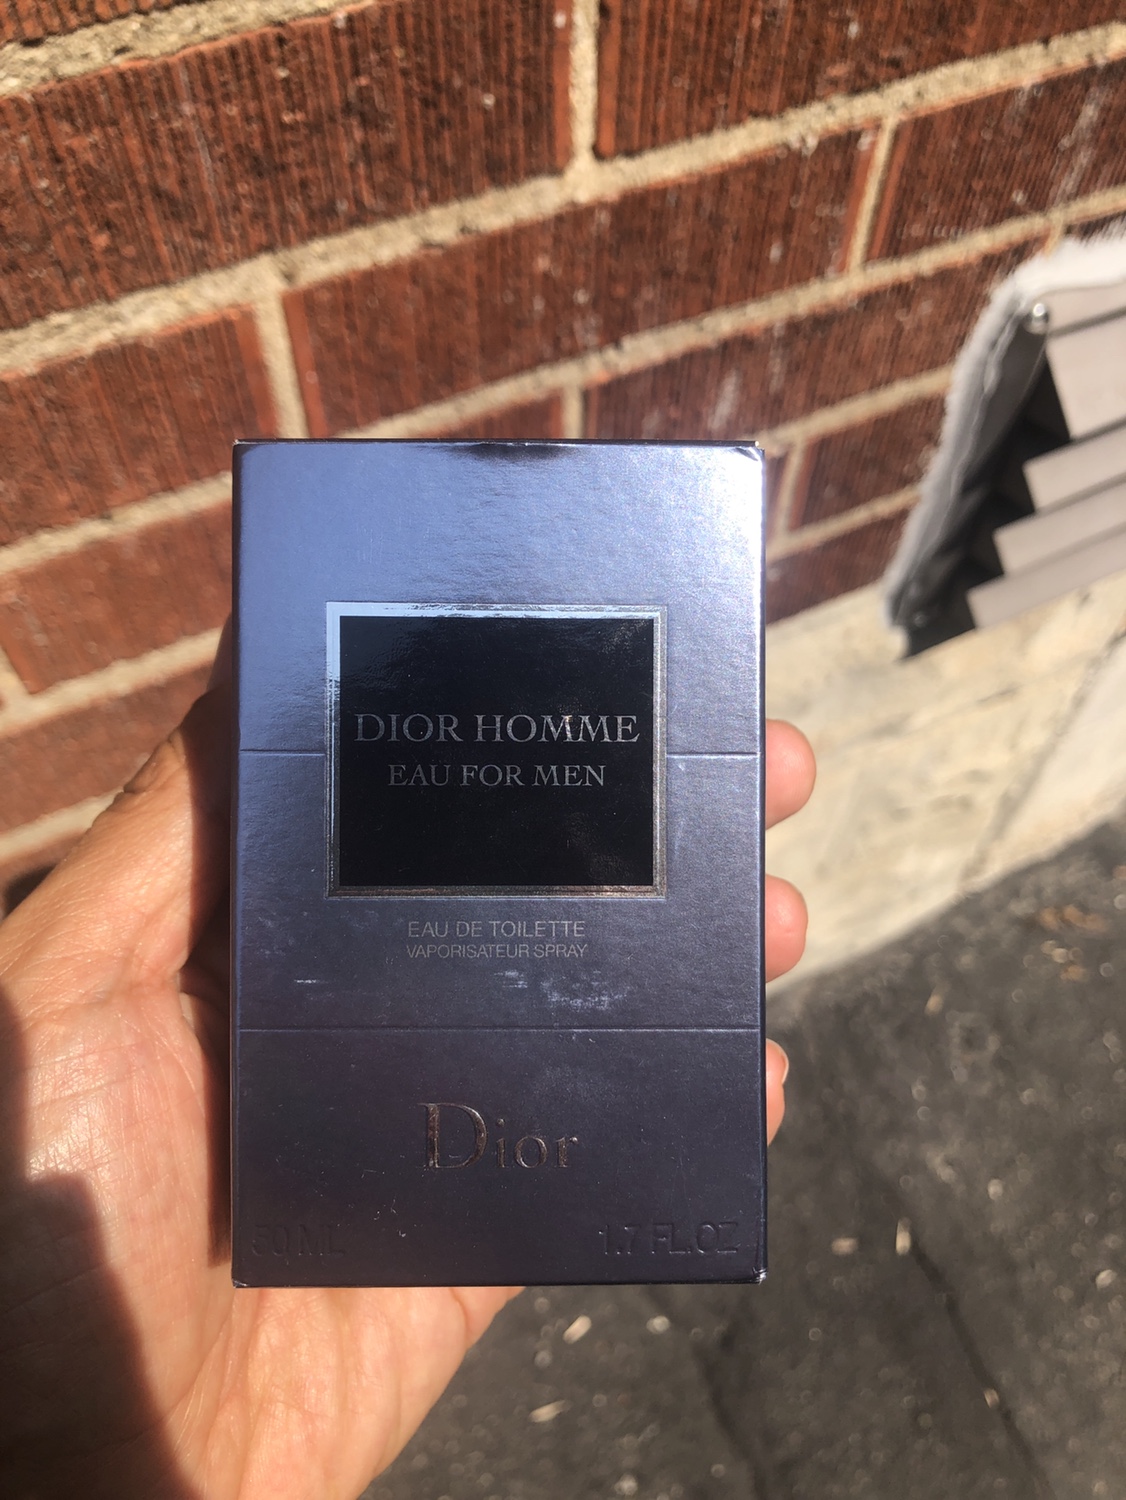 DIOR HOMME
EAU FOR MEN
EAU DE TOILETTE
VAPORISATEUR SPRAY
Dior
50 ML 1.7 FL.OZ